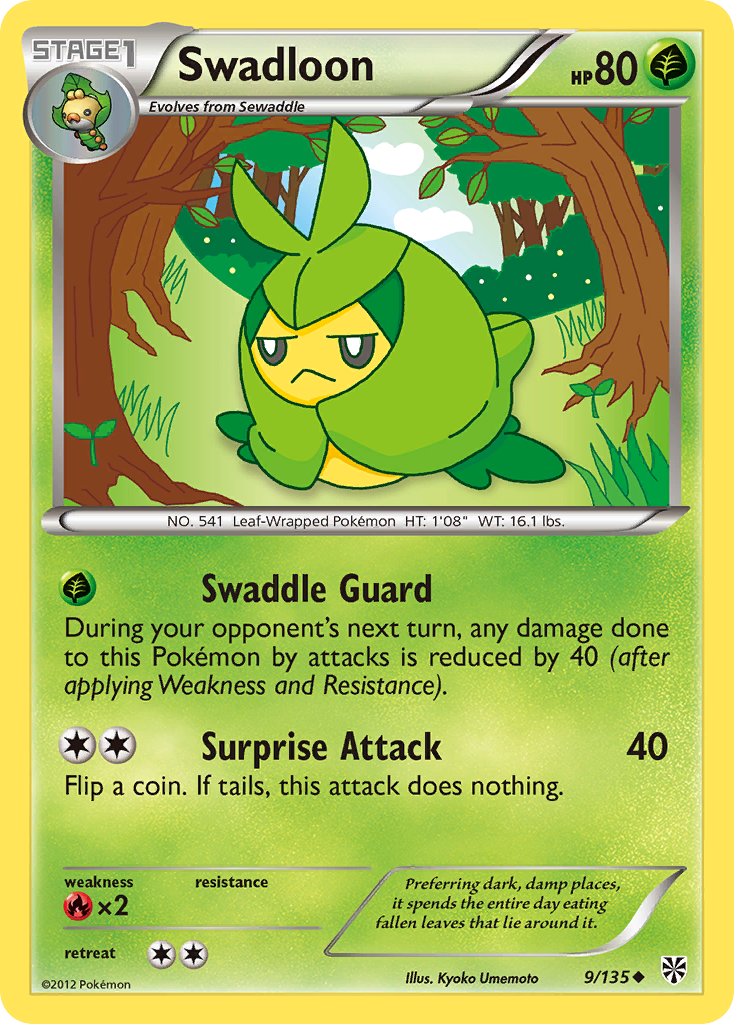 STAGE1
Swadloon
HP80
Evolves from Sewaddle
NO. 541 Leaf-Wrapped Pokémon HT: 1'08" WT: 16.1 lbs.
Swaddle Guard
During your opponent's next turn, any damage done
to this Pokémon by attacks is reduced by 40 (after
applying Weakness and Resistance).
Surprise Attack 40
Flip a coin. If tails, this attack does nothing.
weakness resistance
×2
retreat
Preferring dark, damp places,
it spends the entire day eating
fallen leaves that lie around it.
©2012 Pokémon
Illus. Kyoko Umemoto
9/135